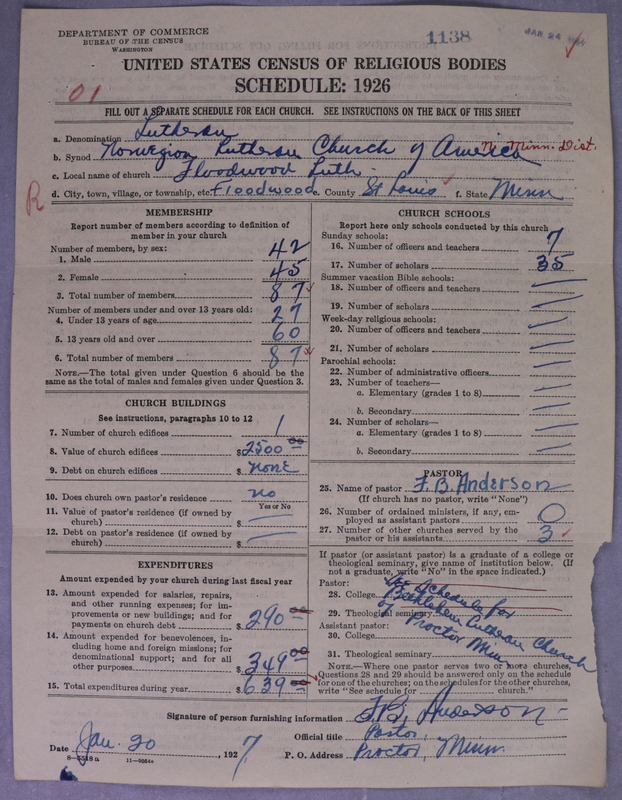 DEPARTMENT OF COMMERCE
BUREAU OF THE CENSUS
WASHINGTON
1138
JAN 24
UNITED STATES CENSUS OF RELIGIOUS BODIES
SCHEDULE: 1926
01
FILL OUT A SEPARATE SCHEDULE FOR EACH CHURCH. SEE INSTRUCTIONS ON THE BACK OF THIS SHEET
a. Denomination Lutheran
b. Synod Norwegian Lutheran Church of America N. Minn. Dist.
c. Local name of church Floodwood Luth.
R
d. City, town, village, or township, etc. Floodwood e. County St Louis f. State Minn
MEMBERSHIP
Report number of members according to definition of
member in your church
Number of members, by sex:
1. Male 42
2. Female 45
3. Total number of members 87
Number of members under and over 13 years old:
4. Under 13 years of age 27
5. 13 years old and over 60
6. Total number of members 87
NOTE.—The total given under Question 6 should be the
same as the total of males and females given under Question 3.
CHURCH BUILDINGS
See instructions, paragraphs 10 to 12
7. Number of church edifices 1
8. Value of church edifices $2500 00
9. Debt on church edifices $ none
10. Does church own pastor's residence no
Yes or No
11. Value of pastor's residence (if owned by
church) $
12. Debt on pastor's residence (if owned by
church) $
EXPENDITURES
Amount expended by your church during last fiscal year
13. Amount expended for salaries, repairs,
and other running expenses; for im-
provements or new buildings; and for
payments on church debt $ 290 00
14. Amount expended for benevolences, in-
cluding home and foreign missions; for
denominational support; and for all
other purposes $ 349 00
15. Total expenditures during year $ 639 00
CHURCH SCHOOLS
Report here only schools conducted by this church
Sunday schools:
16. Number of officers and teachers 7
17. Number of scholars 35
Summer vacation Bible schools:
18. Number of officers and teachers
19. Number of scholars
Week-day religious schools:
20. Number of officers and teachers
21. Number of scholars
Parochial schools:
22. Number of administrative officers
23. Number of teachers—
a. Elementary (grades 1 to 8)
b. Secondary
24. Number of scholars—
a. Elementary (grades 1 to 8)
b. Secondary
PASTOR
25. Name of pastor F. B. Anderson
(If church has no pastor, write "None")
26. Number of ordained ministers, if any, em-
ployed as assistant pastors 0
27. Number of other churches served by the
pastor or his assistants 3
If pastor (or assistant pastor) is a graduate of a college or
theological seminary, give name of institution below. (If
not a graduate, write "No" in the space indicated.)
Pastor:
28. College
29. Theological seminary
Assistant pastor:
30. College
31. Theological seminary
See Schedule for
Bethlehem Lutheran Church
of Proctor Minn
NOTE.—Where one pastor serves two or more churches,
Questions 28 and 29 should be answered only on the schedule
for one of the churches; on the schedules for the other churches,
write "See schedule for church."
Signature of person furnishing information F. B. Anderson
Official title Pastor,
Date Jan. 20, 1927 P. O. Address Proctor, Minn.